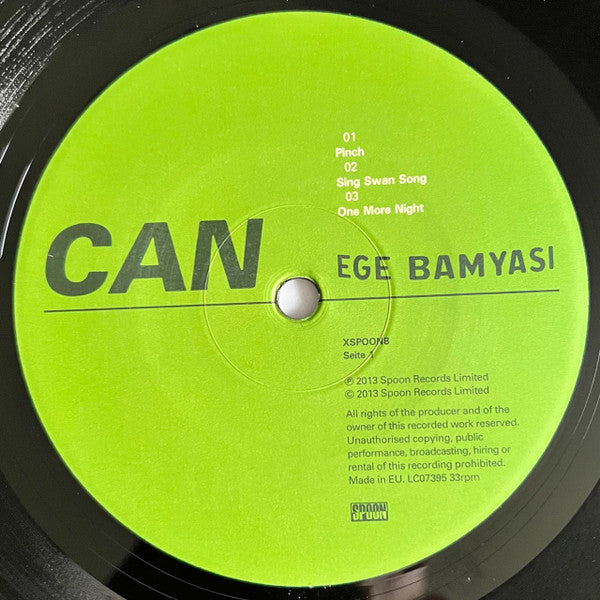 01
Pinch
02
Sing Swan Song
03
One More Night
CAN
EGE BAMYASI
XSPOON8
Seite 1
℗ 2013 Spoon Records Limited
© 2013 Spoon Records Limited
All rights of the producer and of the
owner of this recorded work reserved.
Unauthorised copying, public
performance, broadcasting, hiring or
rental of this recording prohibited.
Made in EU. LC07395 33rpm
SPOON